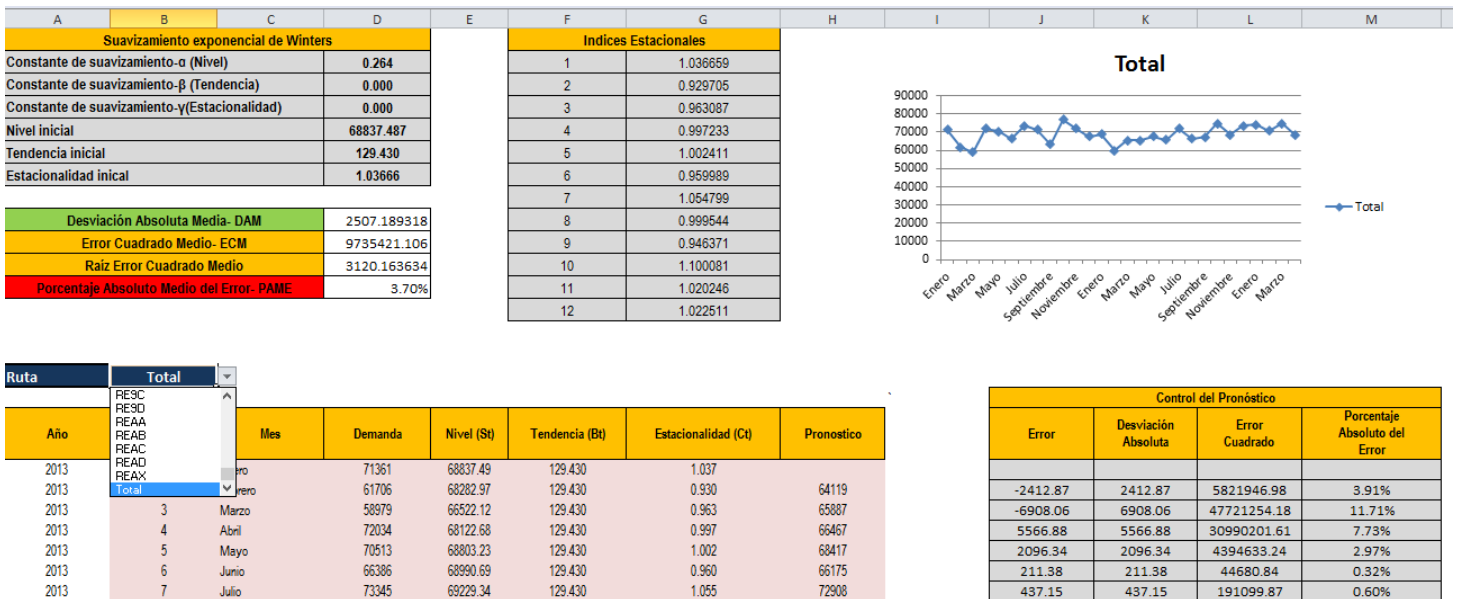 A B C D E F G H I J K L M
Suavizamiento exponencial de Winters
Constante de suavizamiento-α (Nivel) 0.264
Constante de suavizamiento-β (Tendencia) 0.000
Constante de suavizamiento-γ(Estacionalidad) 0.000
Nivel inicial 68837.487
Tendencia inicial 129.430
Estacionalidad inical 1.03666
Desviación Absoluta Media- DAM 2507.189318
Error Cuadrado Medio- ECM 9735421.106
Raíz Error Cuadrado Medio 3120.163634
Porcentaje Absoluto Medio del Error- PAME 3.70%
Indices Estacionales
1 1.036659
2 0.929705
3 0.963087
4 0.997233
5 1.002411
6 0.959989
7 1.054799
8 0.999544
9 0.946371
10 1.100081
11 1.020246
12 1.022511
Total
90000
80000
70000
60000
50000
40000
30000
20000
10000
0
Enero Marzo Mayo Julio Septiembre Noviembre Enero Marzo Mayo Julio Septiembre Noviembre Enero Marzo
Total
Ruta Total
RE9C
RE9D
REAA
REAB
REAC
READ
REAX
Total
Año Mes Demanda Nivel (St) Tendencia (Bt) Estacionalidad (Ct) Pronostico
2013 ero 71361 68837.49 129.430 1.037
2013 rero 61706 68282.97 129.430 0.930 64119
2013 3 Marzo 58979 66522.12 129.430 0.963 65887
2013 4 Abril 72034 68122.68 129.430 0.997 66467
2013 5 Mayo 70513 68803.23 129.430 1.002 68417
2013 6 Junio 66386 68990.69 129.430 0.960 66175
2013 7 Julio 73345 69229.34 129.430 1.055 72908
Control del Pronóstico
Error Desviación Absoluta Error Cuadrado Porcentaje Absoluto del Error
-2412.87 2412.87 5821946.98 3.91%
-6908.06 6908.06 47721254.18 11.71%
5566.88 5566.88 30990201.61 7.73%
2096.34 2096.34 4394633.24 2.97%
211.38 211.38 44680.84 0.32%
437.15 437.15 191099.87 0.60%